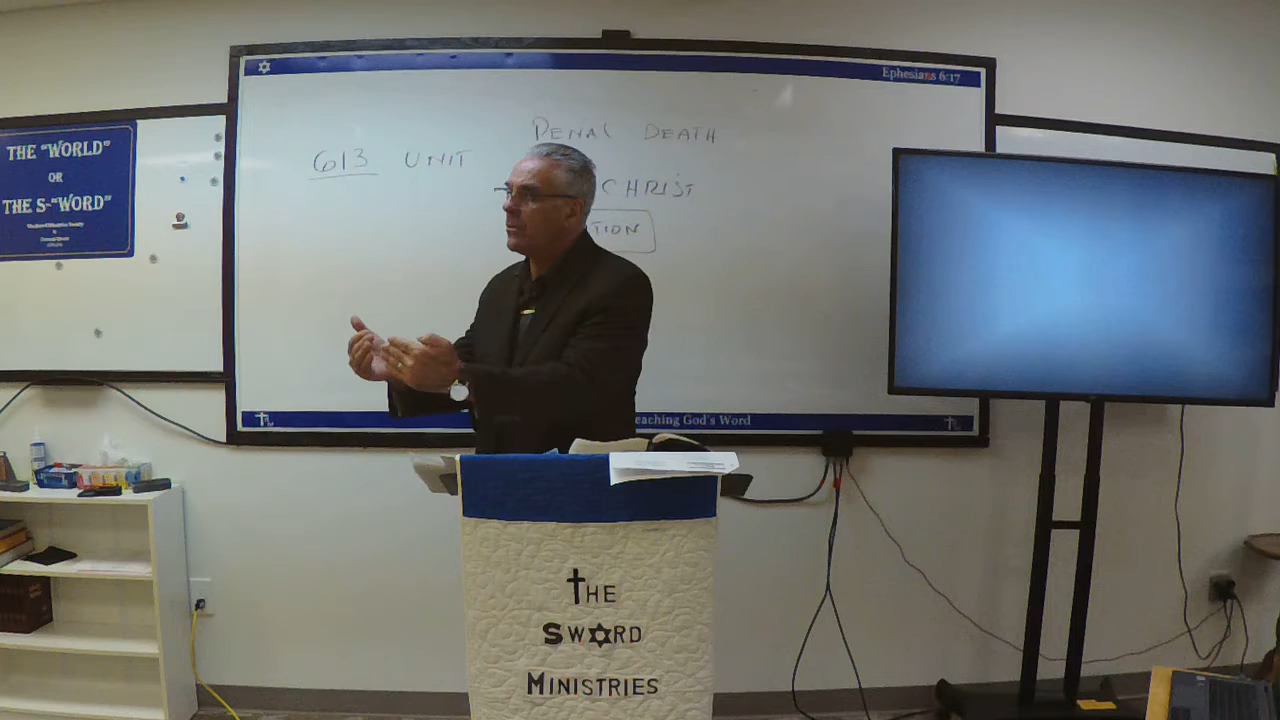 THE "WORLD"
OR
THE S-"WORD"
Ephesians 6:17
PENAL DEATH
613 UNIT
CHRIST
TION
eaching God's Word
THE
SWORD
MINISTRIES